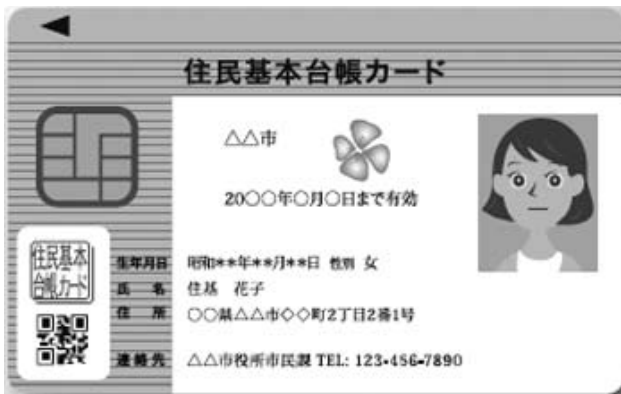 住民基本台帳カード
△△市
20○○年○月○日まで有効
住民基本
台帳カード
生年月日 昭和**年**月**日 性別 女
氏 名 住基 花子
住 所 ○○県△△市◇◇町2丁目2番1号
連絡先 △△市役所市民課 TEL: 123-456-7890